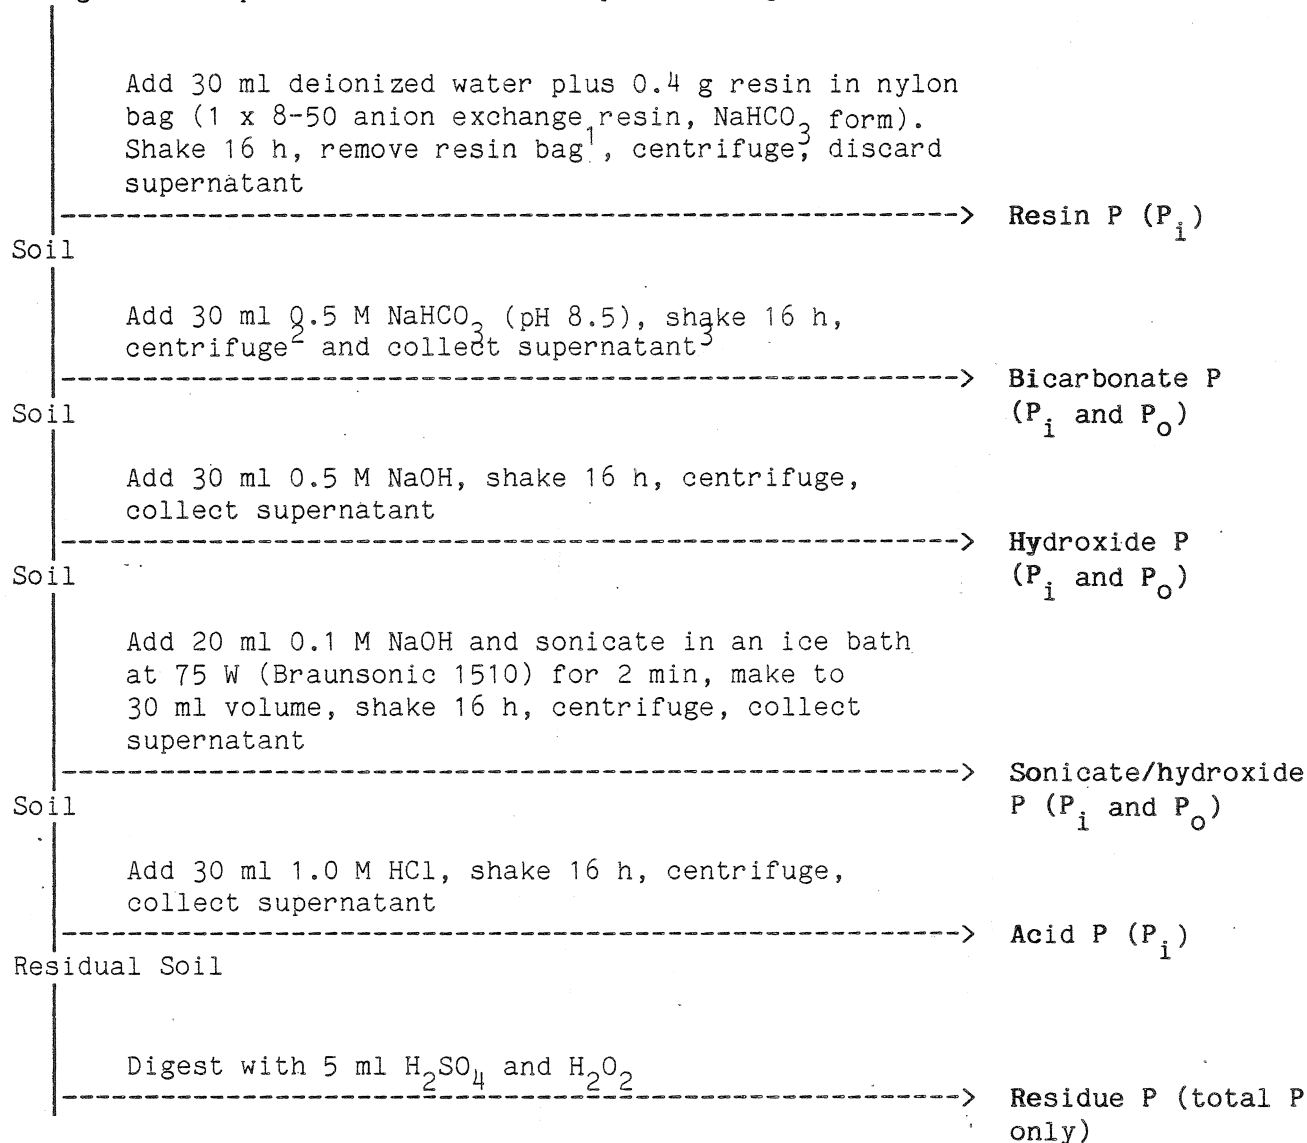 Add 30 ml deionized water plus 0.4 g resin in nylon
bag (1 x 8-50 anion exchange resin, NaHCO3 form).
Shake 16 h, remove resin bag1, centrifuge, discard
supernatant
-----> Resin P (Pi)
Soil
Add 30 ml 0.5 M NaHCO3 (pH 8.5), shake 16 h,
centrifuge2 and collect supernatant3
-----> Bicarbonate P
Soil (Pi and Po)
Add 30 ml 0.5 M NaOH, shake 16 h, centrifuge,
collect supernatant
-----> Hydroxide P
Soil (Pi and Po)
Add 20 ml 0.1 M NaOH and sonicate in an ice bath
at 75 W (Braunsonic 1510) for 2 min, make to
30 ml volume, shake 16 h, centrifuge, collect
supernatant
-----> Sonicate/hydroxide
Soil P (Pi and Po)
Add 30 ml 1.0 M HCl, shake 16 h, centrifuge,
collect supernatant
-----> Acid P (Pi)
Residual Soil
Digest with 5 ml H2SO4 and H2O2
-----> Residue P (total P
only)